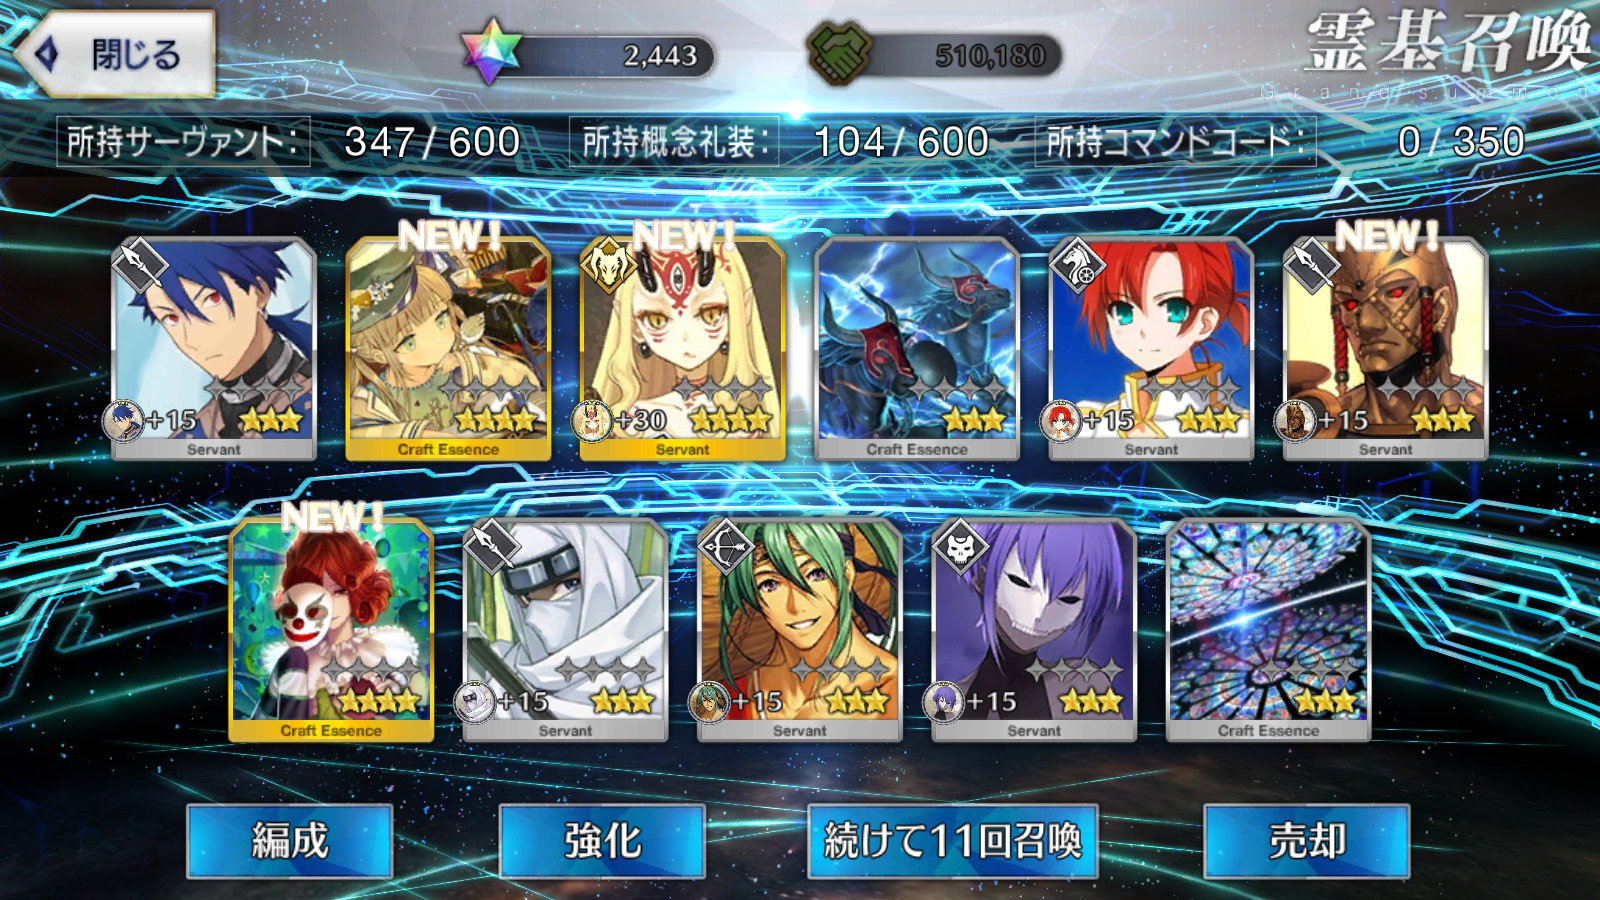 閉じる
2,443
510,180
霊基召喚
Grand summon
所持サーヴァント: 347 / 600
所持概念礼装: 104 / 600
所持コマンドコード: 0 / 350
NEW!
NEW!
NEW!
+15
+30
+15
+15
Servant
Craft Essence
Servant
Craft Essence
Servant
Servant
NEW!
+15
+15
+15
Craft Essence
Servant
Servant
Servant
Craft Essence
編成
強化
続けて11回召喚
売却